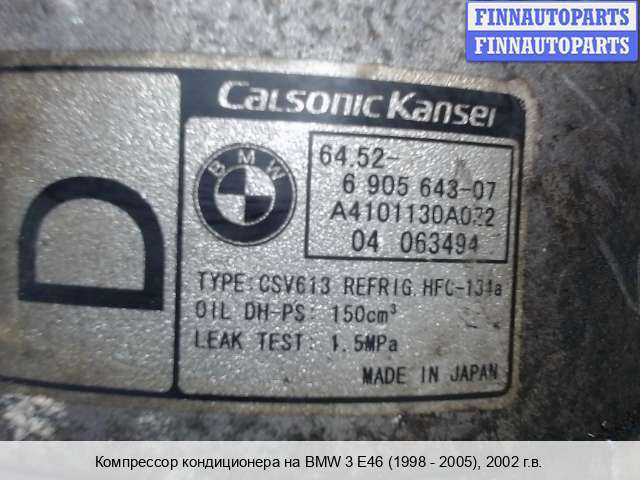 FINNAUTOPARTS
FINNAUTOPARTS
CALSONIC KANSEI
BMW
D
64.52-
6 905 643-07
A4101130A022
04 063494
TYPE: CSV613 REFRIG. HFC-134a
OIL DH-PS: 150cm³
LEAK TEST: 1.5MPa
MADE IN JAPAN
Компрессор кондиционера на BMW 3 E46 (1998 - 2005), 2002 г.в.